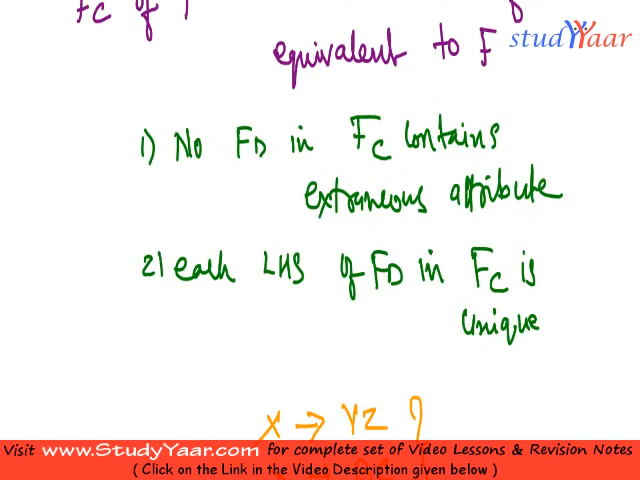 Fc of
equivalent to F
studYYaar
1) No FD in Fc contains
extraneous attribute
2) each LHS of FD in Fc is
unique
X → YZ
Visit www.StudyYaar.com for complete set of Video Lessons & Revision Notes
( Click on the Link in the Video Description given below )